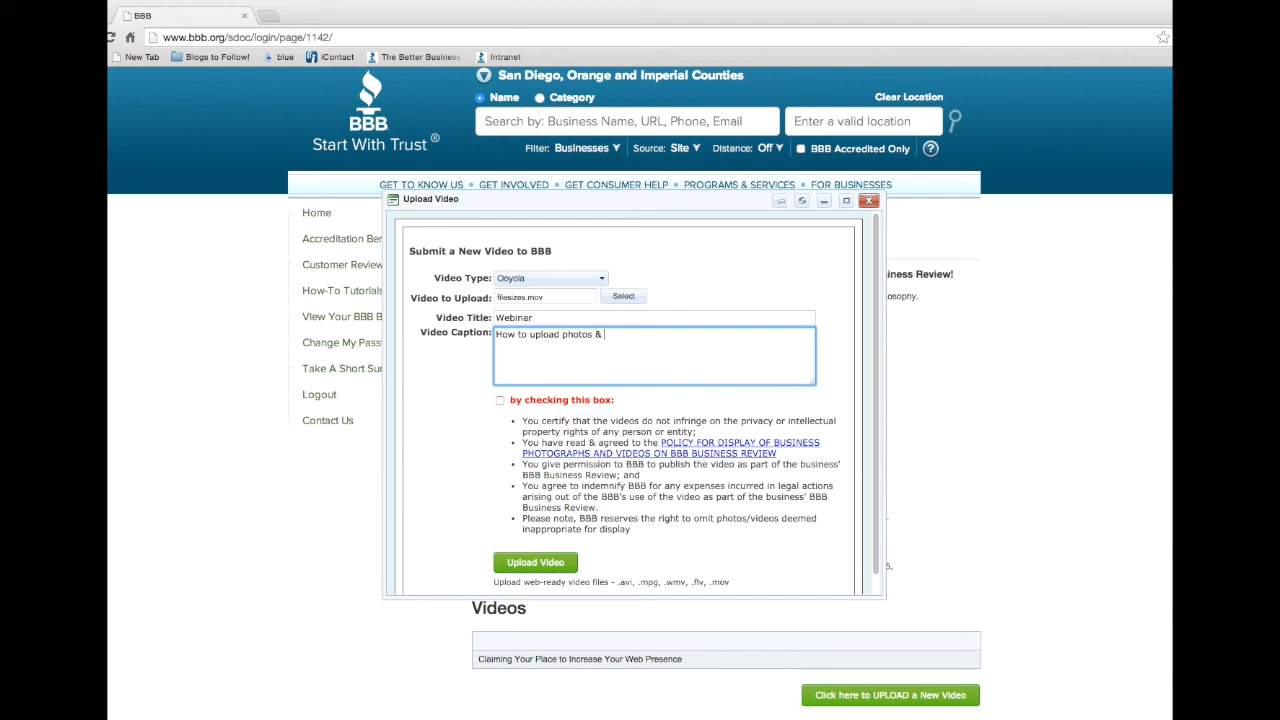 BBB
www.bbb.org/sdoc/login/page/1142/
New Tab Blogs to Follow! blue iContact The Better Business Intranet
San Diego, Orange and Imperial Counties
Name Category Clear Location
BBB
Start With Trust ®
Search by: Business Name, URL, Phone, Email Enter a valid location
Filter: Businesses Source: Site Distance: Off BBB Accredited Only ?
GET TO KNOW US GET INVOLVED GET CONSUMER HELP PROGRAMS & SERVICES FOR BUSINESSES
Home
Accreditation Ben
Customer Review
How-To Tutorials
View Your BBB B
Change My Passw
Take A Short Sur
Logout
Contact Us
Upload Video
Submit a New Video to BBB
Video Type: Ooyola
Video to Upload: filesizes.mov Select
Video Title: Webinar
Video Caption: How to upload photos &
by checking this box:
• You certify that the videos do not infringe on the privacy or intellectual
property rights of any person or entity;
• You have read & agreed to the POLICY FOR DISPLAY OF BUSINESS
PHOTOGRAPHS AND VIDEOS ON BBB BUSINESS REVIEW
• You give permission to BBB to publish the video as part of the business'
BBB Business Review; and
• You agree to indemnify BBB for any expenses incurred in legal actions
arising out of the BBB's use of the video as part of the business' BBB
Business Review.
• Please note, BBB reserves the right to omit photos/videos deemed
inappropriate for display
Upload Video
Upload web-ready video files - .avi, .mpg, .wmv, .flv, .mov
iness Review!
osophy.
Videos
Claiming Your Place to Increase Your Web Presence
Click here to UPLOAD a New Video